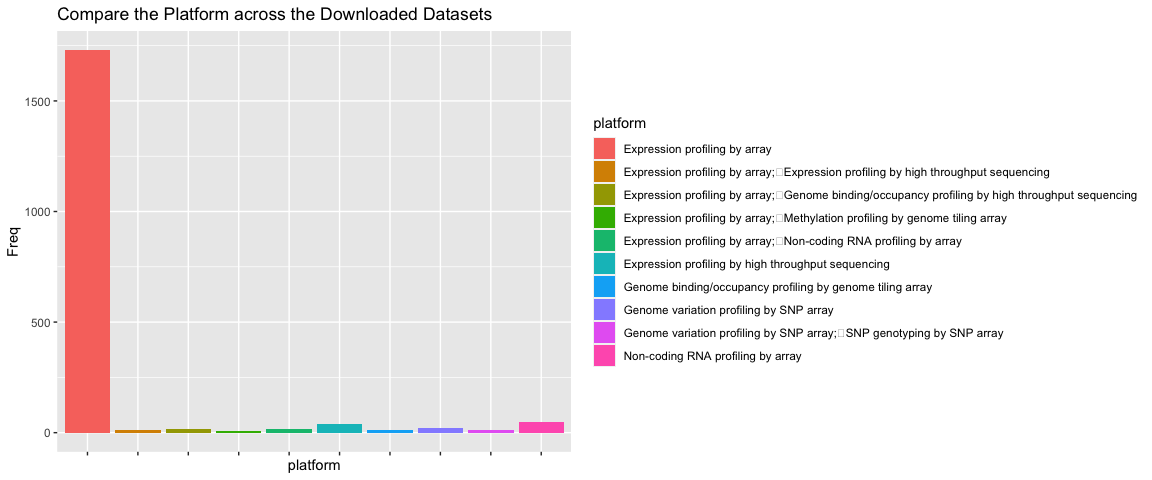 Compare the Platform across the Downloaded Datasets
Freq
1500
1000
500
0
platform
platform
Expression profiling by array
Expression profiling by array;□Expression profiling by high throughput sequencing
Expression profiling by array;□Genome binding/occupancy profiling by high throughput sequencing
Expression profiling by array;□Methylation profiling by genome tiling array
Expression profiling by array;□Non-coding RNA profiling by array
Expression profiling by high throughput sequencing
Genome binding/occupancy profiling by genome tiling array
Genome variation profiling by SNP array
Genome variation profiling by SNP array;□SNP genotyping by SNP array
Non-coding RNA profiling by array